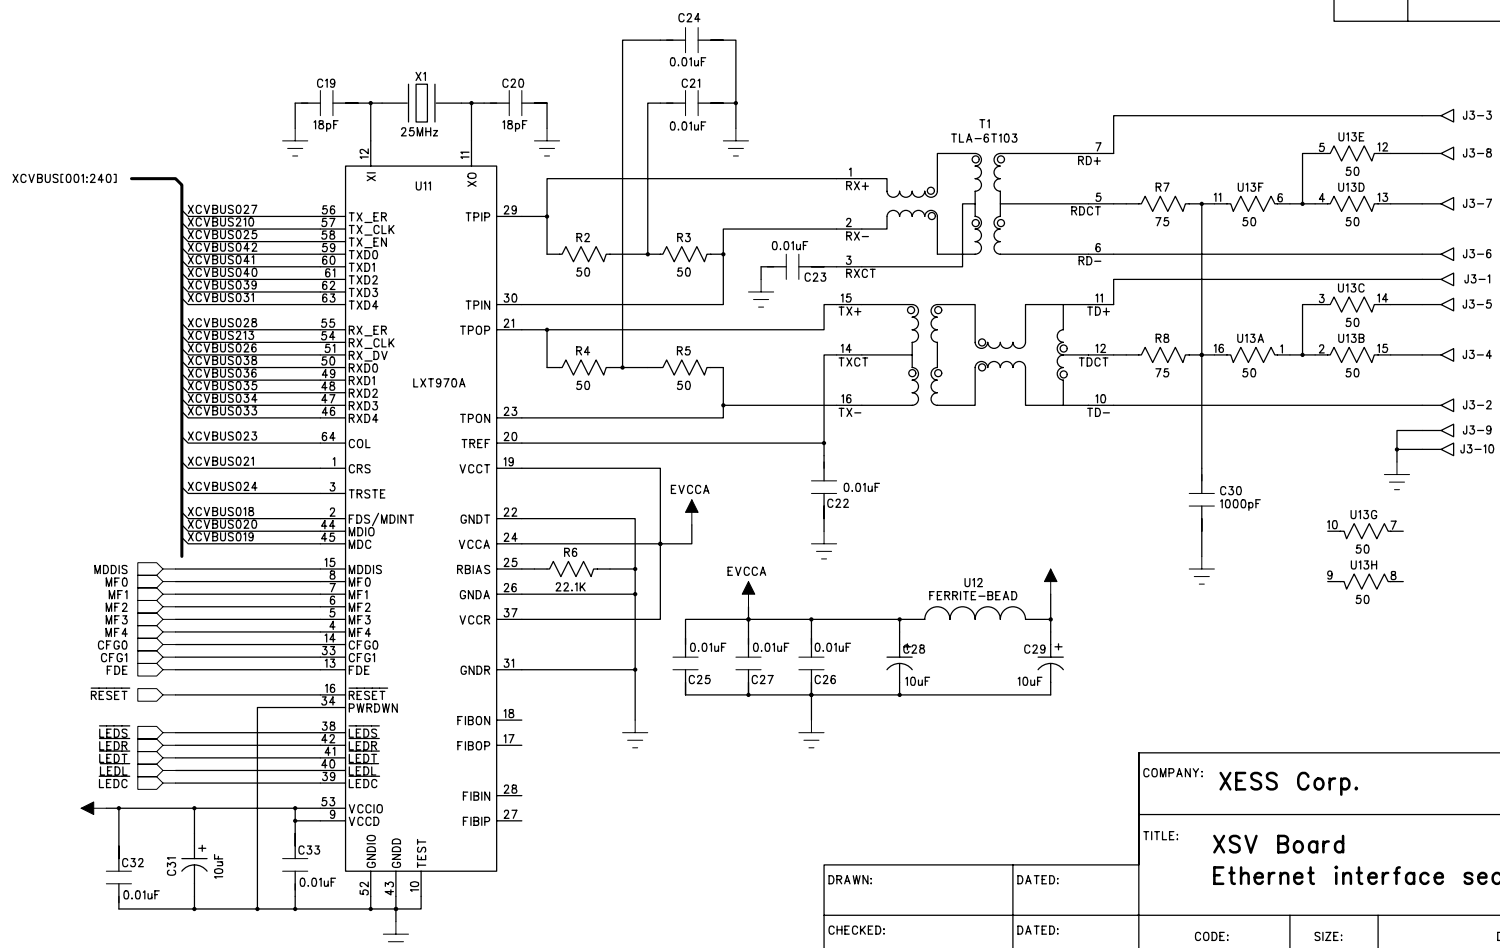 C24
0.01uF
C19
X1
C20
C21
18pF
25MHz
18pF
0.01uF
12
11
XI
U11
XO
XCVBUS[001:240]
T1
TLA-6T103
7
RD+
J3-3
U13E
5
12
50
J3-8
1
RX+
5
RDCT
R7
75
11
U13F
6
50
4
U13D
13
50
J3-7
2
RX-
0.01uF
C23
3
RXCT
6
RD-
J3-6
J3-1
15
TX+
11
TD+
U13C
3
14
50
J3-5
14
TXCT
12
TDCT
R8
75
16
U13A
1
50
2
U13B
15
50
J3-4
16
TX-
10
TD-
J3-2
J3-9
J3-10
XCVBUS027 56 TX_ER
XCVBUS210 57 TX_CLK
XCVBUS025 58 TX_EN
XCVBUS042 59 TXD0
XCVBUS041 60 TXD1
XCVBUS040 61 TXD2
XCVBUS039 62 TXD3
XCVBUS031 63 TXD4
XCVBUS028 55 RX_ER
XCVBUS213 54 RX_CLK
XCVBUS026 51 RX_DV
XCVBUS038 50 RXD0
XCVBUS036 49 RXD1
XCVBUS035 48 RXD2
XCVBUS034 47 RXD3
XCVBUS033 46 RXD4
XCVBUS023 64 COL
XCVBUS021 1 CRS
XCVBUS024 3 TRSTE
XCVBUS018 2 FDS/MDINT
XCVBUS020 44 MDIO
XCVBUS019 45 MDC
MDDIS 15 MDDIS
MF0 8 MF0
MF1 7 MF1
MF2 6 MF2
MF3 5 MF3
MF4 4 MF4
CFG0 14 CFG0
CFG1 33 CFG1
FDE 13 FDE
RESET 16 RESET
34 PWRDWN
LEDS 38 LEDS
LEDR 42 LEDR
LEDT 41 LEDT
LEDL 40 LEDL
LEDC 39 LEDC
53 VCCIO
9 VCCD
LXT970A
TPIP 29
R2
50
R3
50
TPIN 30
TPOP 21
R4
50
R5
50
TPON 23
TREF 20
VCCT 19
GNDT 22
VCCA 24
RBIAS 25
R6
22.1K
GNDA 26
VCCR 37
GNDR 31
FIBON 18
FIBOP 17
FIBIN 28
FIBIP 27
EVCCA
0.01uF
C22
C30
1000pF
10
U13G
7
50
9
U13H
8
50
EVCCA
U12
FERRITE-BEAD
0.01uF
C25
0.01uF
C27
0.01uF
C26
C28
+
10uF
C29
+
10uF
C32
0.01uF
C31
+
10uF
C33
0.01uF
GNDIO
GNDD
TEST
52
43
10
COMPANY: XESS Corp.
TITLE: XSV Board
Ethernet interface sec
DRAWN:
DATED:
CHECKED:
DATED:
CODE:
SIZE:
D